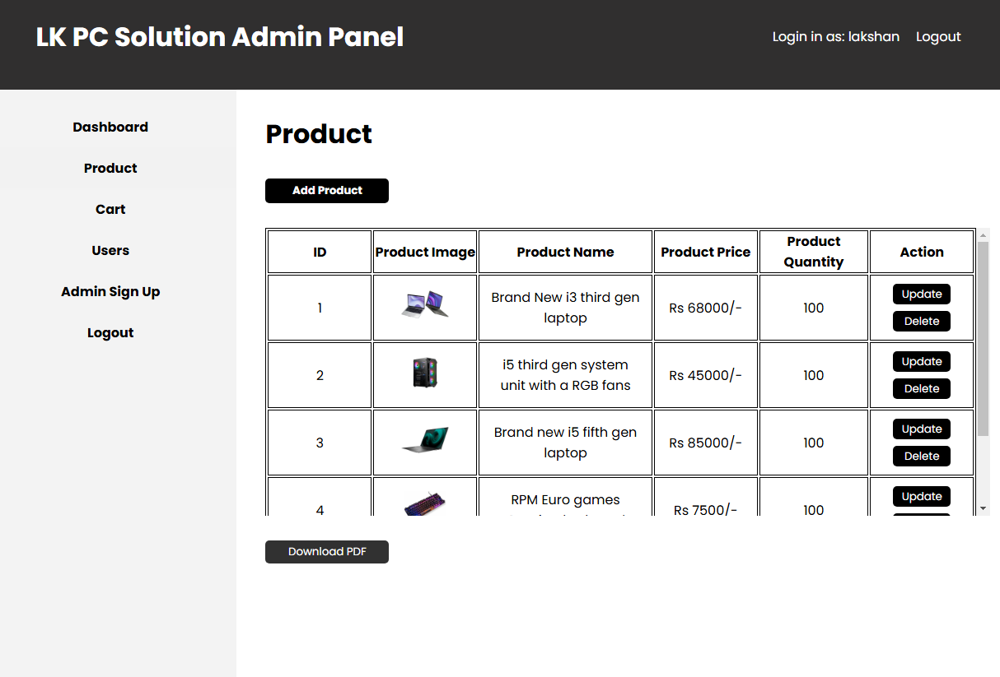 LK PC Solution Admin Panel
Login in as: lakshan Logout
Dashboard
Product
Cart
Users
Admin Sign Up
Logout
Product
Add Product
ID Product Image Product Name Product Price Product Quantity Action
1 Brand New i3 third gen laptop Rs 68000/- 100 Update Delete
2 i5 third gen system unit with a RGB fans Rs 45000/- 100 Update Delete
3 Brand new i5 fifth gen laptop Rs 85000/- 100 Update Delete
4 RPM Euro games Rs 7500/- 100 Update
Download PDF